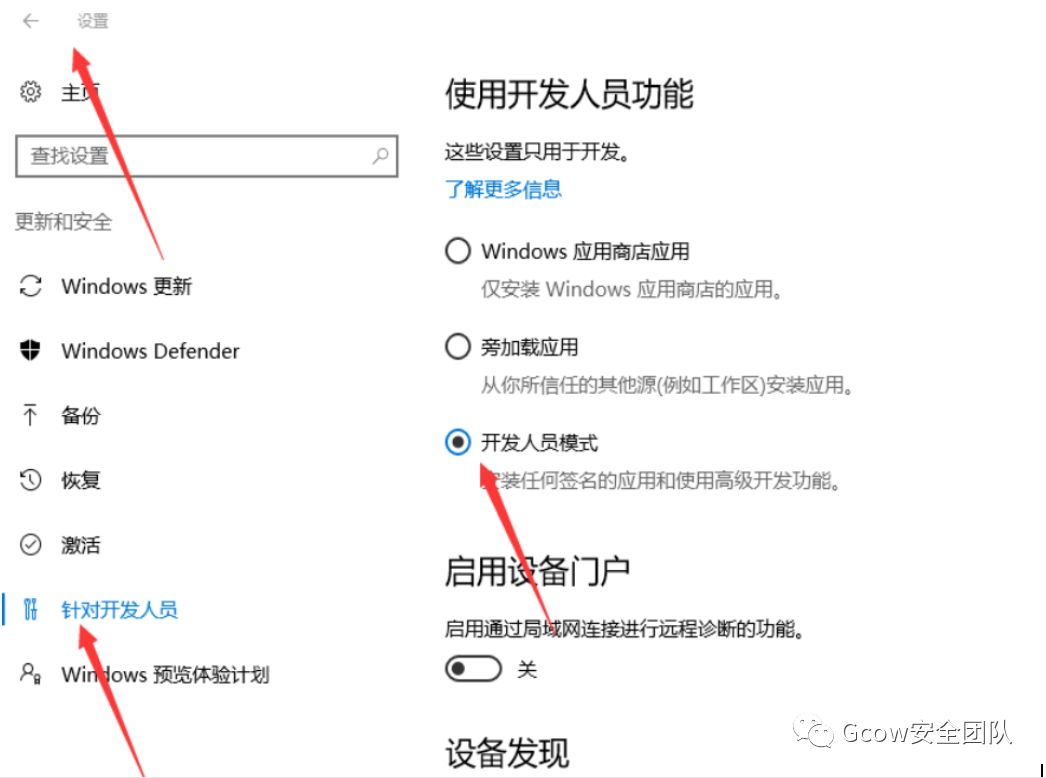 设置
主页
查找设置
更新和安全
Windows 更新
Windows Defender
备份
恢复
激活
针对开发人员
Windows 预览体验计划
使用开发人员功能
这些设置只用于开发。
了解更多信息
Windows 应用商店应用
仅安装 Windows 应用商店的应用。
旁加载应用
从你所信任的其他源(例如工作区)安装应用。
开发人员模式
安装任何签名的应用和使用高级开发功能。
启用设备门户
启用通过局域网连接进行远程诊断的功能。
关
设备发现
Gcow安全团队